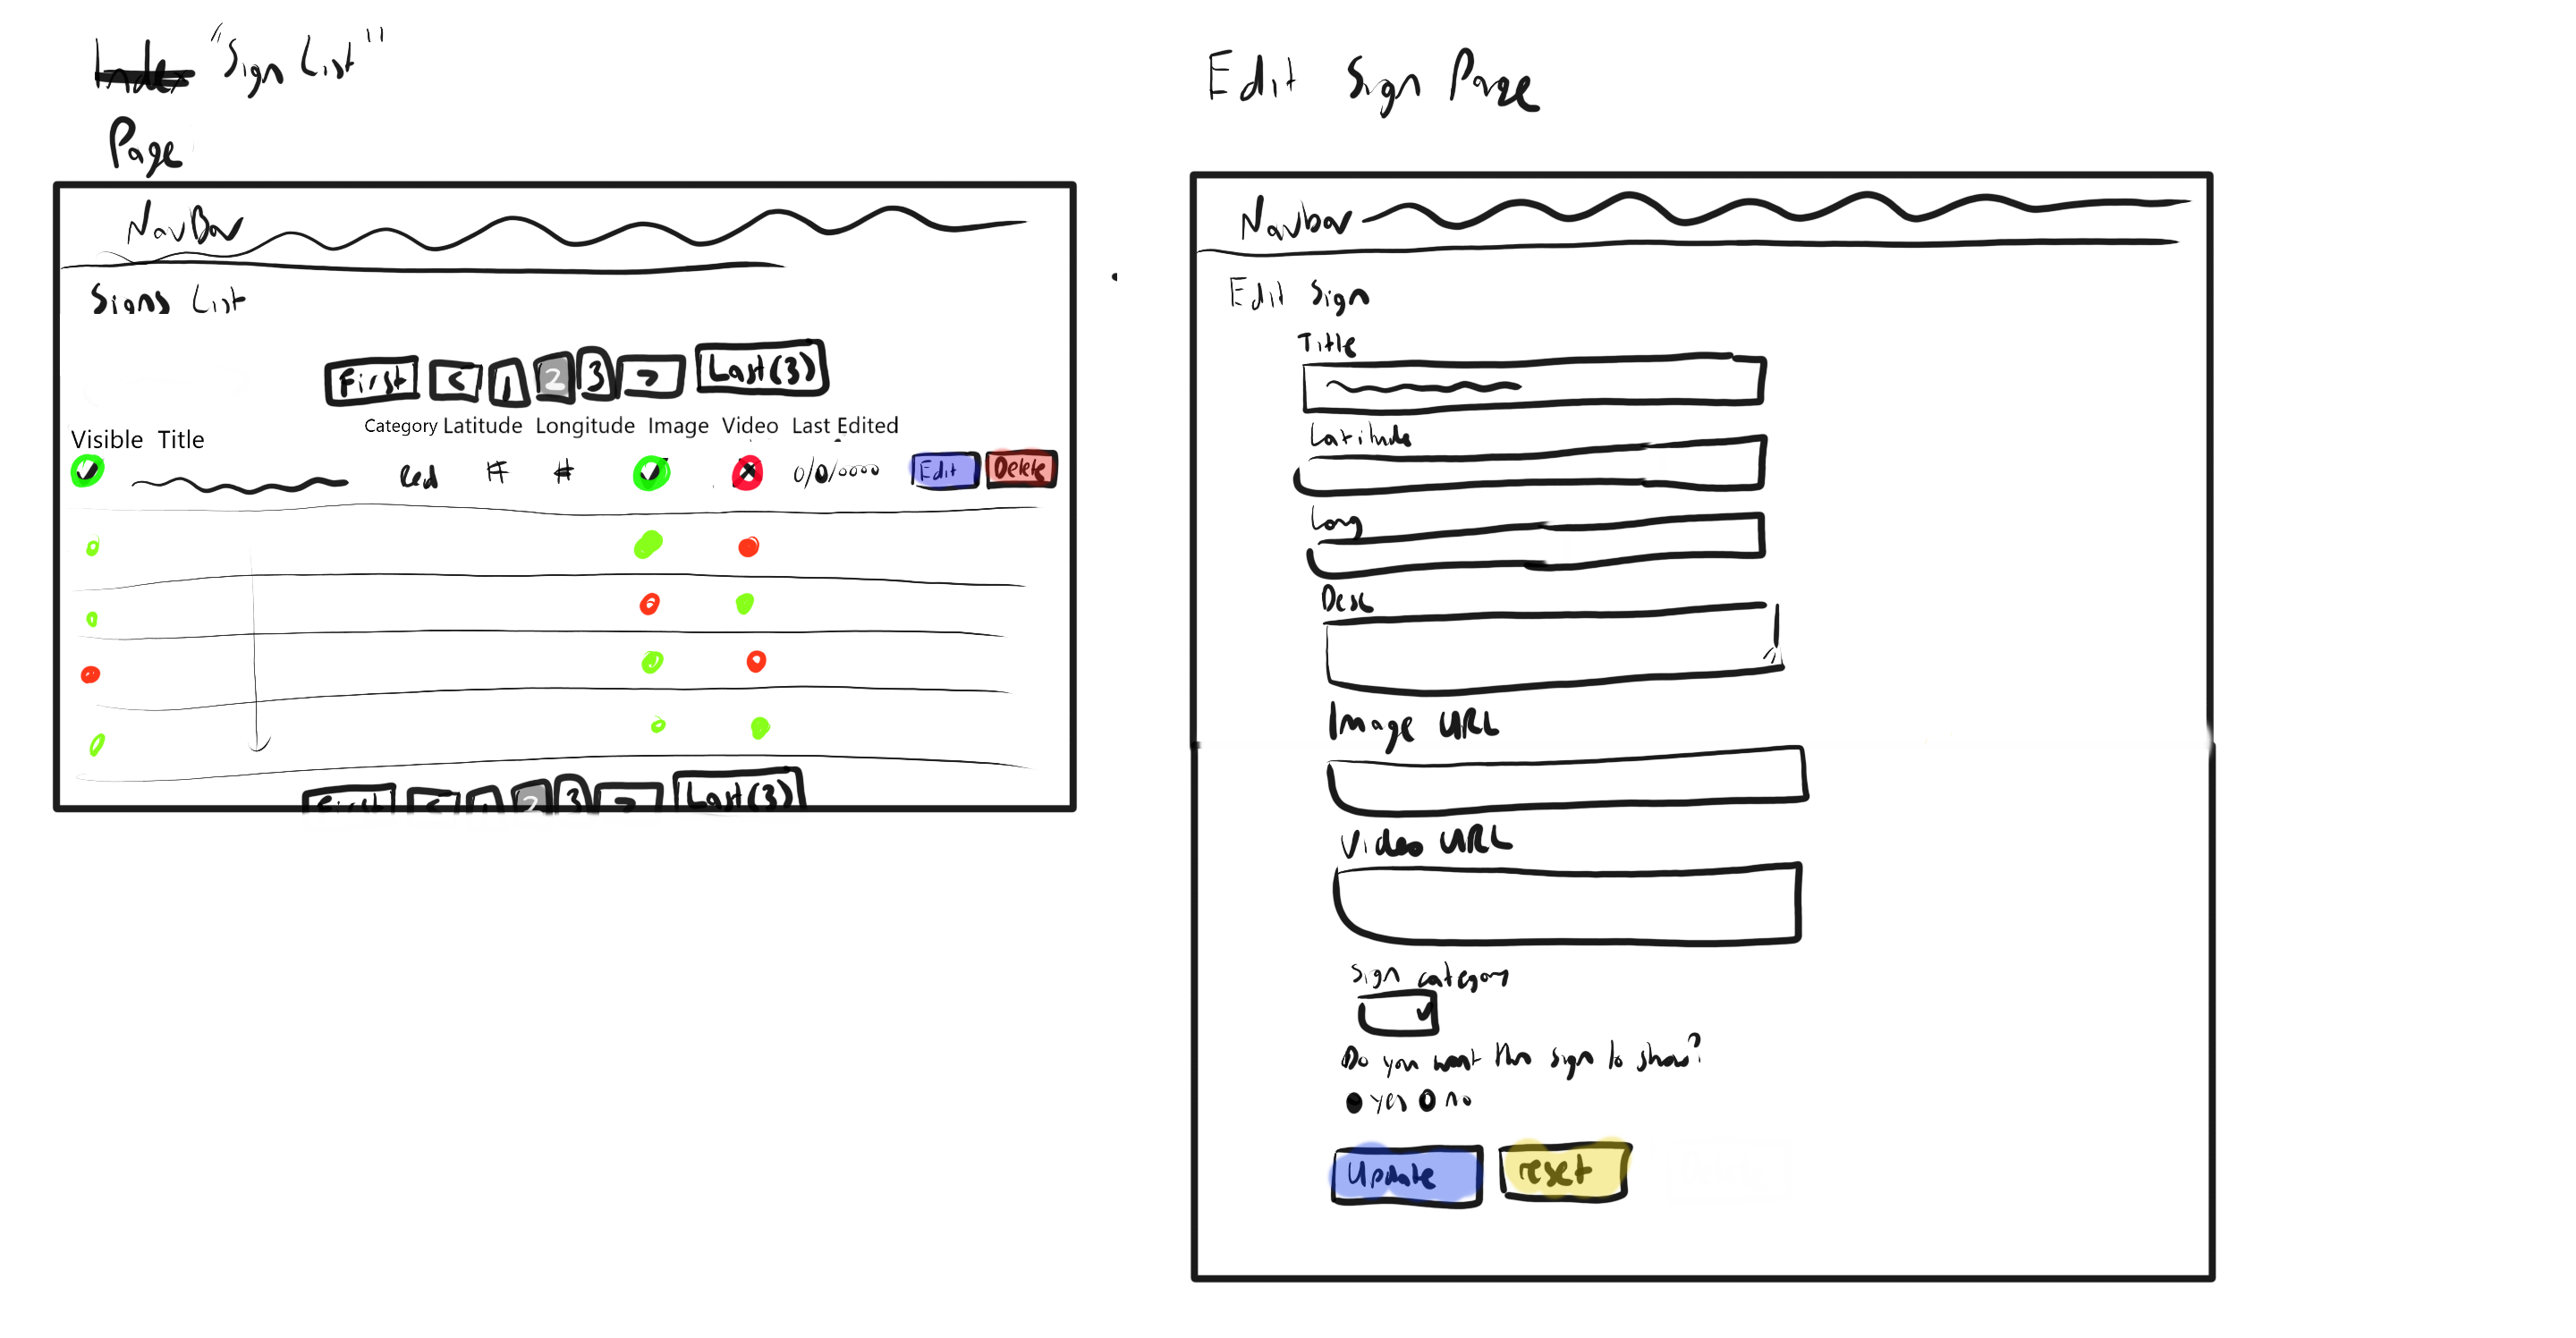 Index "Sign List"
Page
NavBar
Signs List
First < 1 2 3 > Last(3)
Visible Title Category Latitude Longitude Image Video Last Edited
Red # # 0/0/0000 Edit Delete
First < 1 2 3 > Last(3)
Edit Sign Page
Navbar
Edit Sign
Title
Latitude
Long
Desc
Image URL
Video URL
Sign category
Do you want this sign to show?
yes no
Update reset